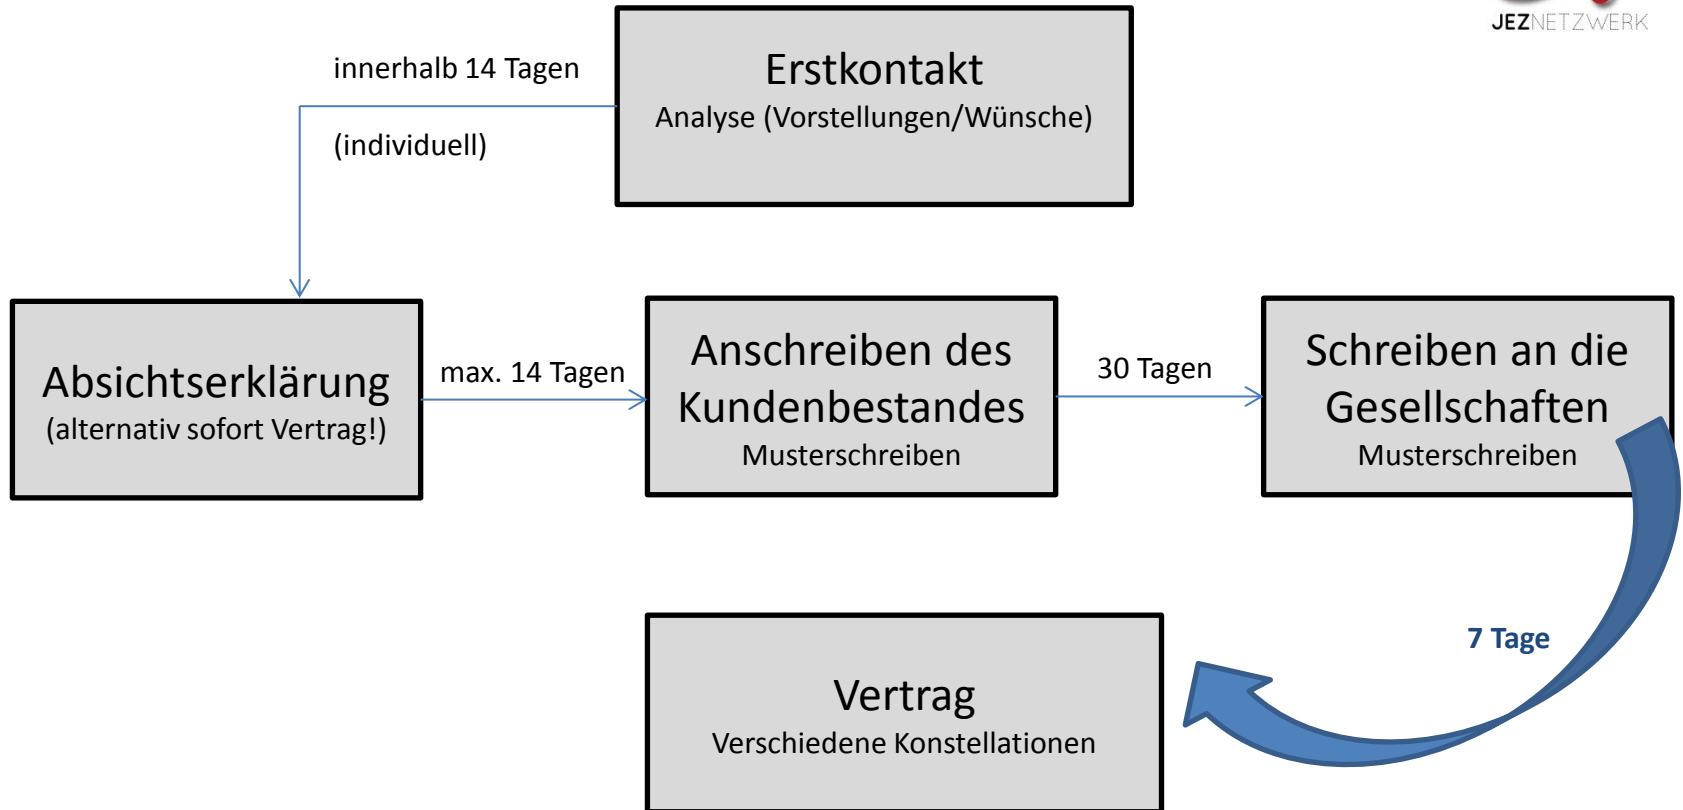 JEZNETZWERK
innerhalb 14 Tagen
(individuell)
Erstkontakt
Analyse (Vorstellungen/Wünsche)
Absichtserklärung
(alternativ sofort Vertrag!)
max. 14 Tagen
Anschreiben des
Kundenbestandes
Musterschreiben
30 Tagen
Schreiben an die
Gesellschaften
Musterschreiben
7 Tage
Vertrag
Verschiedene Konstellationen